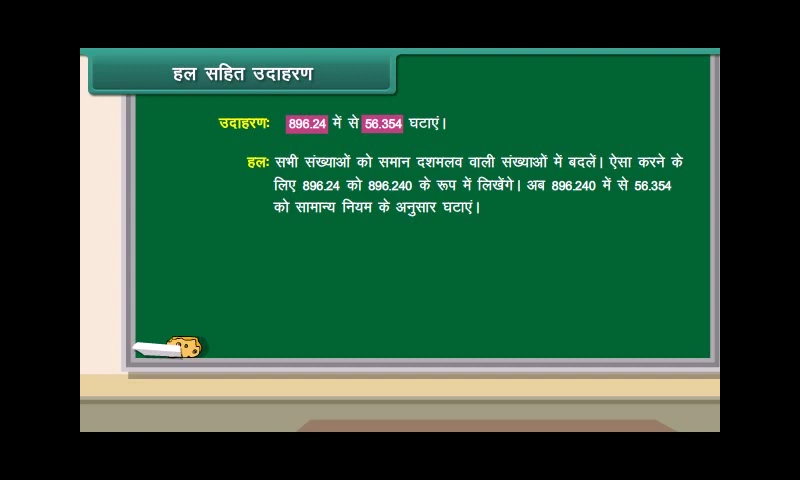 हल सहित उदाहरण
उदाहरणः 896.24 में से 56.354 घटाएं।
हलः सभी संख्याओं को समान दशमलव वाली संख्याओं में बदलें। ऐसा करने के
लिए 896.24 को 896.240 के रूप में लिखेंगे। अब 896.240 में से 56.354
को सामान्य नियम के अनुसार घटाएं।